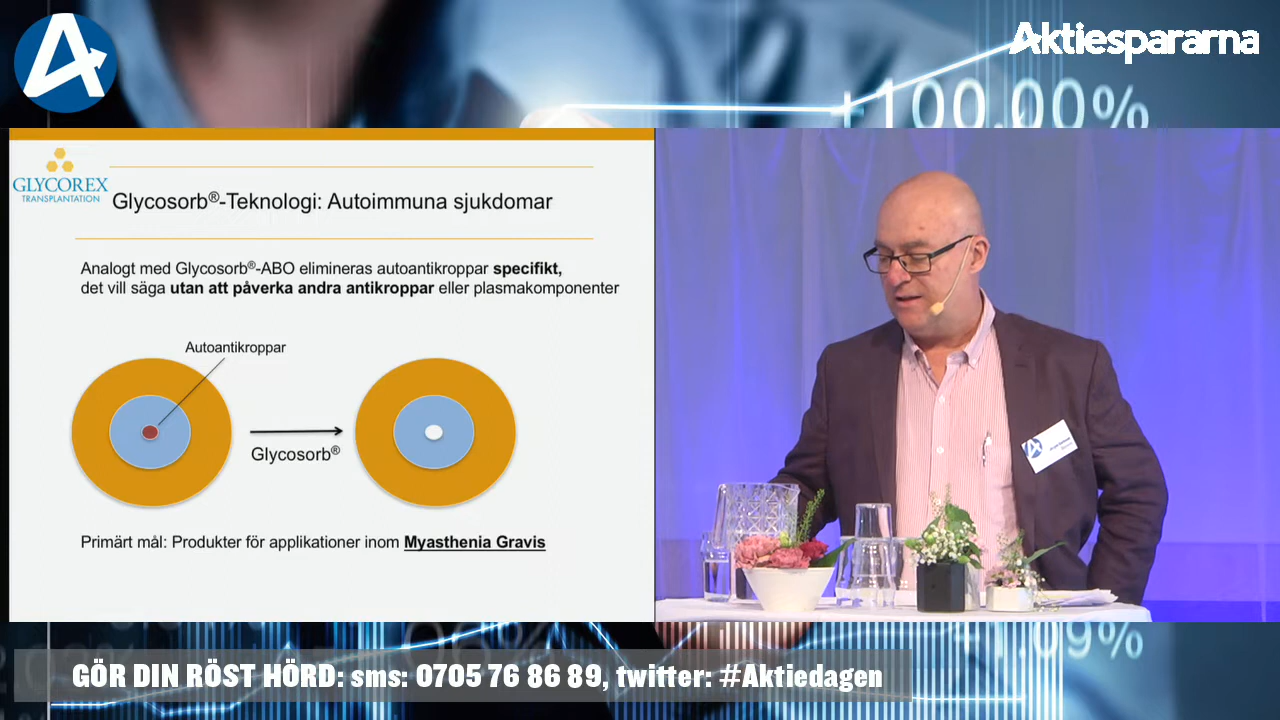 Aktiespararna
+100.00%
GLYCOREX
TRANSPLANTATION
Glycosorb®-Teknologi: Autoimmuna sjukdomar
Analogt med Glycosorb®-ABO elimineras autoantikroppar specifikt,
det vill säga utan att påverka andra antikroppar eller plasmakomponenter
Autoantikroppar
Glycosorb®
Primärt mål: Produkter för applikationer inom Myasthenia Gravis
+1.09%
GÖR DIN RÖST HÖRD: sms: 0705 76 86 89, twitter: #Aktiedagen